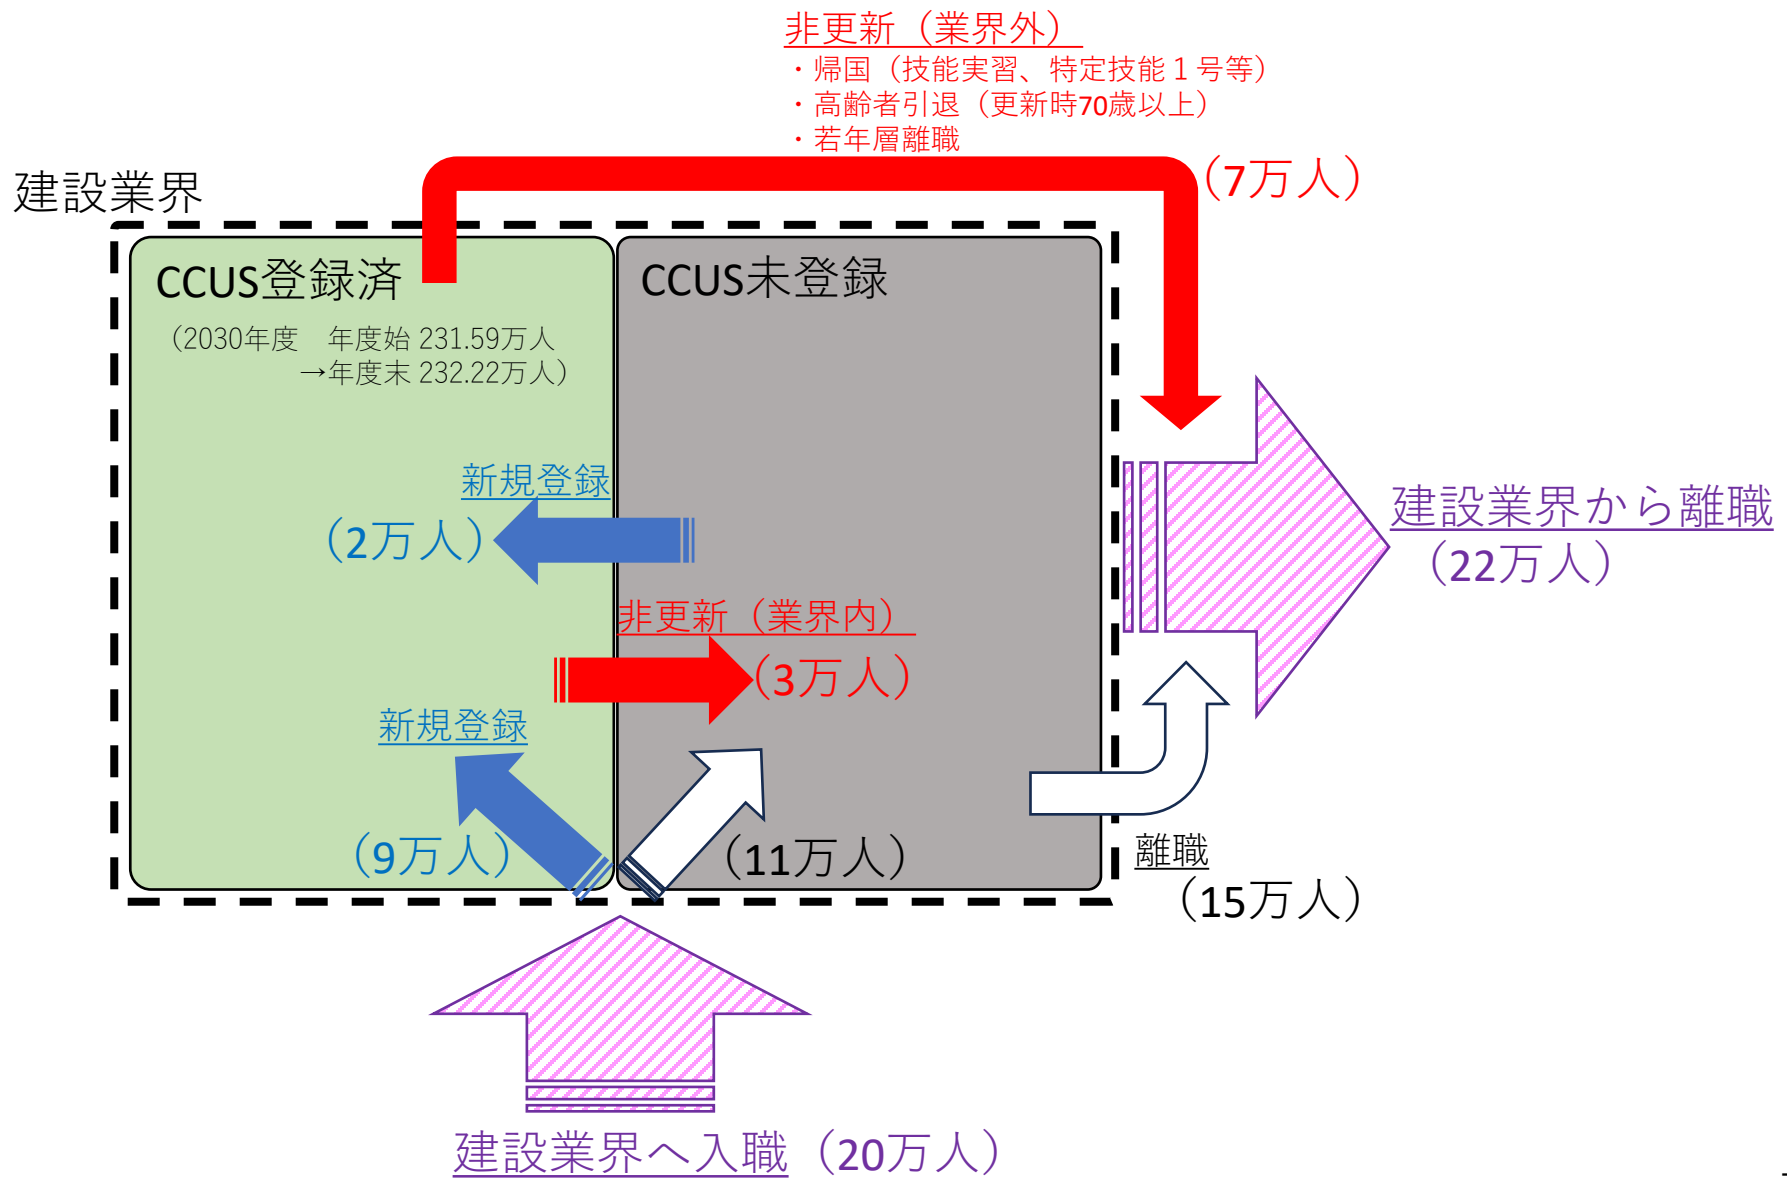 非更新（業界外）
・帰国（技能実習、特定技能１号等）
・高齢者引退（更新時70歳以上）
・若年層離職
（7万人）
建設業界
CCUS登録済
（2030年度　年度始 231.59万人
→年度末 232.22万人）
CCUS未登録
新規登録
（2万人）
建設業界から離職
（22万人）
非更新（業界内）
（3万人）
新規登録
（9万人）
（11万人）
離職
（15万人）
建設業界へ入職（20万人）